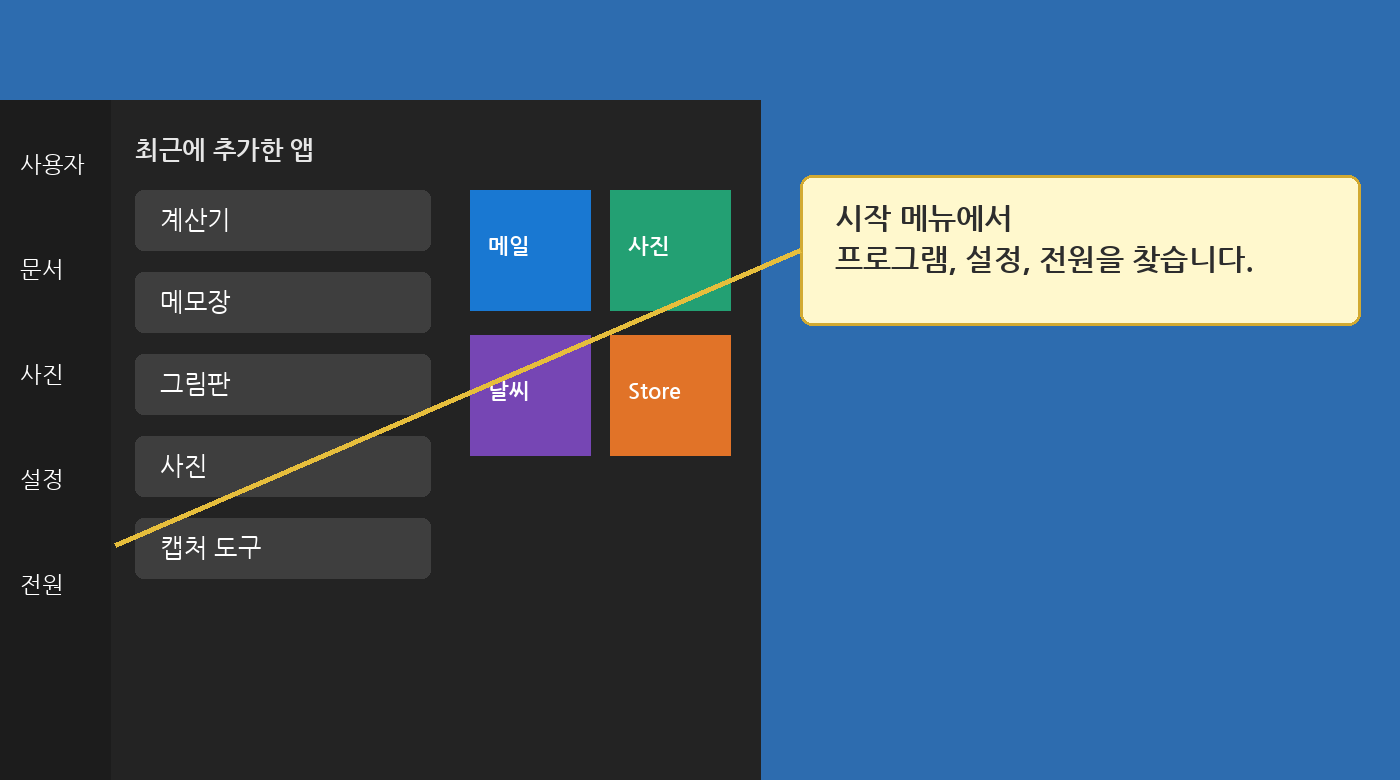 사용자
문서
사진
설정
전원
최근에 추가한 앱
계산기
메모장
그림판
사진
캡처 도구
메일
사진
날씨
Store
시작 메뉴에서
프로그램, 설정, 전원을 찾습니다.